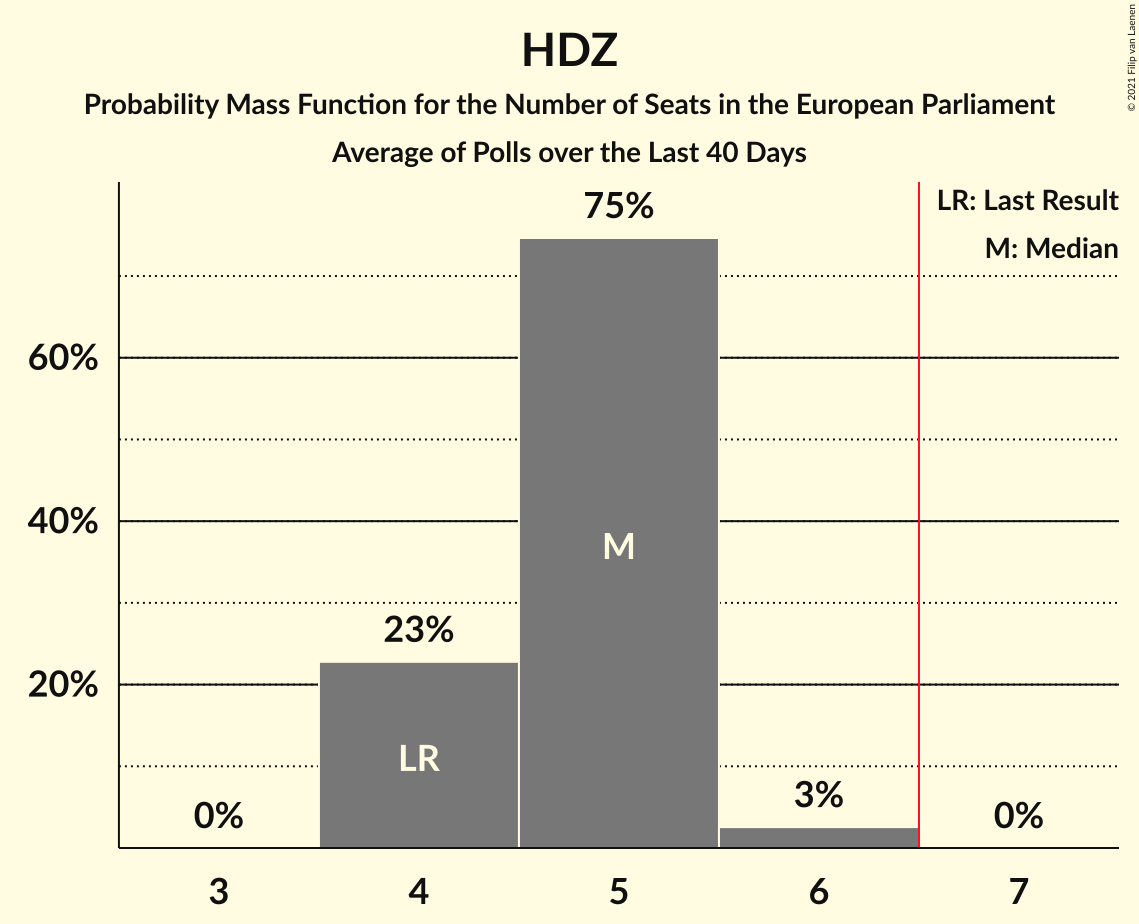 HDZ
Probability Mass Function for the Number of Seats in the European Parliament
Average of Polls over the Last 40 Days
© 2021 Filip van Laenen
LR: Last Result
M: Median
75%
60%
40%
M
23%
20%
LR
3%
0%
0%
3 4 5 6 7